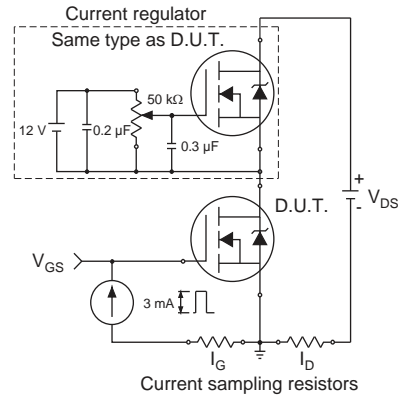 Current regulator
Same type as D.U.T.
50 kΩ
12 V
0.2 µF
0.3 µF
+
V_DS
-
D.U.T.
V_GS
3 mA
I_G
I_D
Current sampling resistors